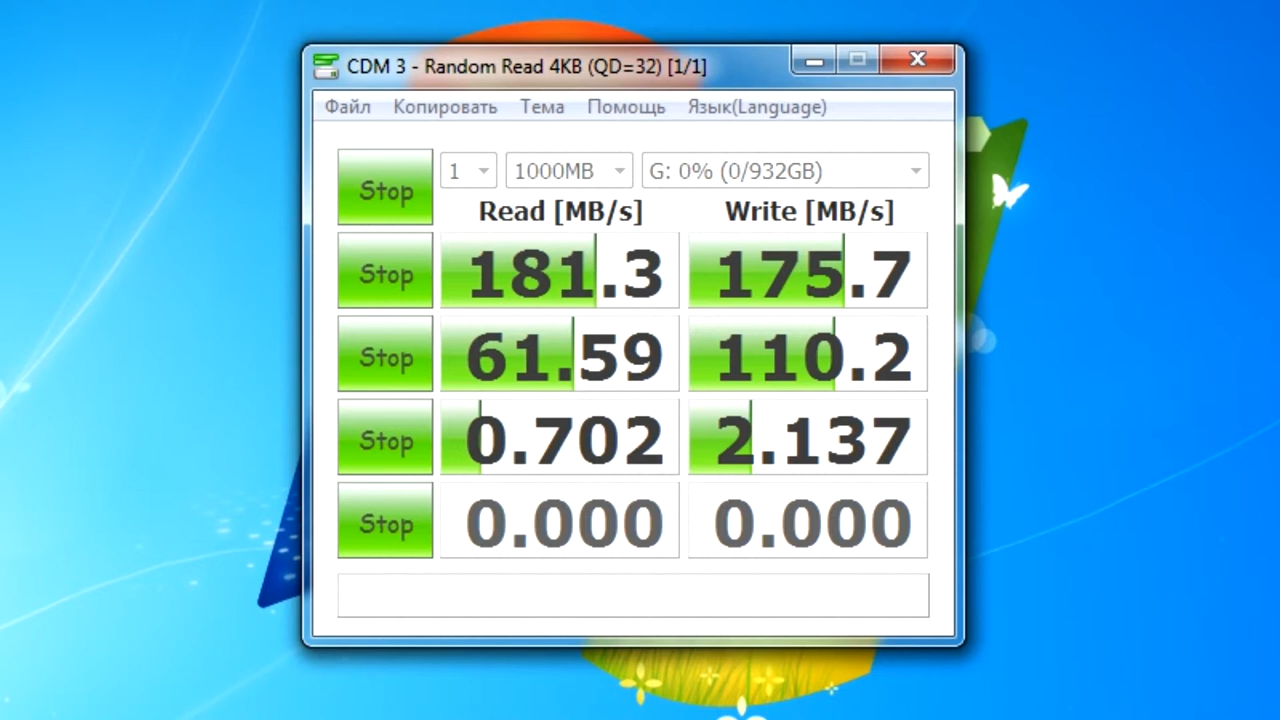 CDM 3 - Random Read 4KB (QD=32) [1/1]
Файл Копировать Тема Помощь Язык(Language)
Stop 1 1000MB G: 0% (0/932GB)
Read [MB/s] Write [MB/s]
Stop 181.3 175.7
Stop 61.59 110.2
Stop 0.702 2.137
Stop 0.000 0.000